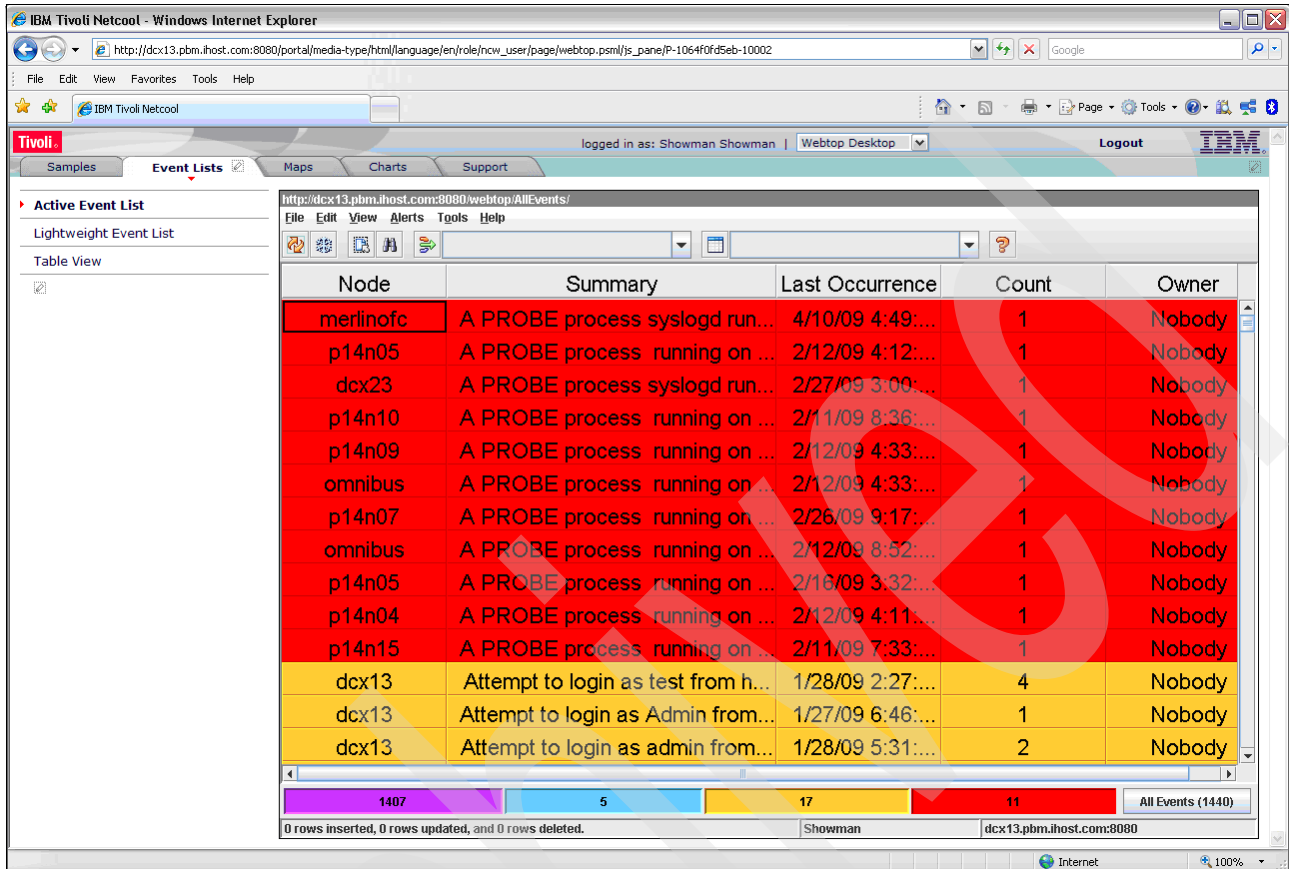 IBM Tivoli Netcool - Windows Internet Explorer
http://dcx13.pbm.ihost.com:8080/portal/media-type/html/language/en/role/ncw_user/page/webtop.psml/js_pane/P-1064f0fd5eb-10002
Google
File Edit View Favorites Tools Help
IBM Tivoli Netcool
Page Tools
Tivoli. logged in as: Showman Showman | Webtop Desktop Logout IBM.
Samples Event Lists Maps Charts Support
Active Event List
Lightweight Event List
Table View
http://dcx13.pbm.ihost.com:8080/webtop/AllEvents/
File Edit View Alerts Tools Help
Node Summary Last Occurrence Count Owner
merlinofc A PROBE process syslogd run... 4/10/09 4:49:... 1 Nobody
p14n05 A PROBE process running on ... 2/12/09 4:12:... 1 Nobody
dcx23 A PROBE process syslogd run... 2/27/09 3:00:... 1 Nobody
p14n10 A PROBE process running on ... 2/11/09 8:36:... 1 Nobody
p14n09 A PROBE process running on ... 2/12/09 4:33:... 1 Nobody
omnibus A PROBE process running on ... 2/12/09 4:33:... 1 Nobody
p14n07 A PROBE process running on ... 2/26/09 9:17:... 1 Nobody
omnibus A PROBE process running on ... 2/12/09 8:52:... 1 Nobody
p14n05 A PROBE process running on ... 2/16/09 3:32:... 1 Nobody
p14n04 A PROBE process running on ... 2/12/09 4:11:... 1 Nobody
p14n15 A PROBE process running on ... 2/11/09 7:33:... 1 Nobody
dcx13 Attempt to login as test from h... 1/28/09 2:27:... 4 Nobody
dcx13 Attempt to login as Admin from... 1/27/09 6:46:... 1 Nobody
dcx13 Attempt to login as admin from... 1/28/09 5:31:... 2 Nobody
1407 5 17 11 All Events (1440)
0 rows inserted, 0 rows updated, and 0 rows deleted. Showman dcx13.pbm.ihost.com:8080
Internet 100%